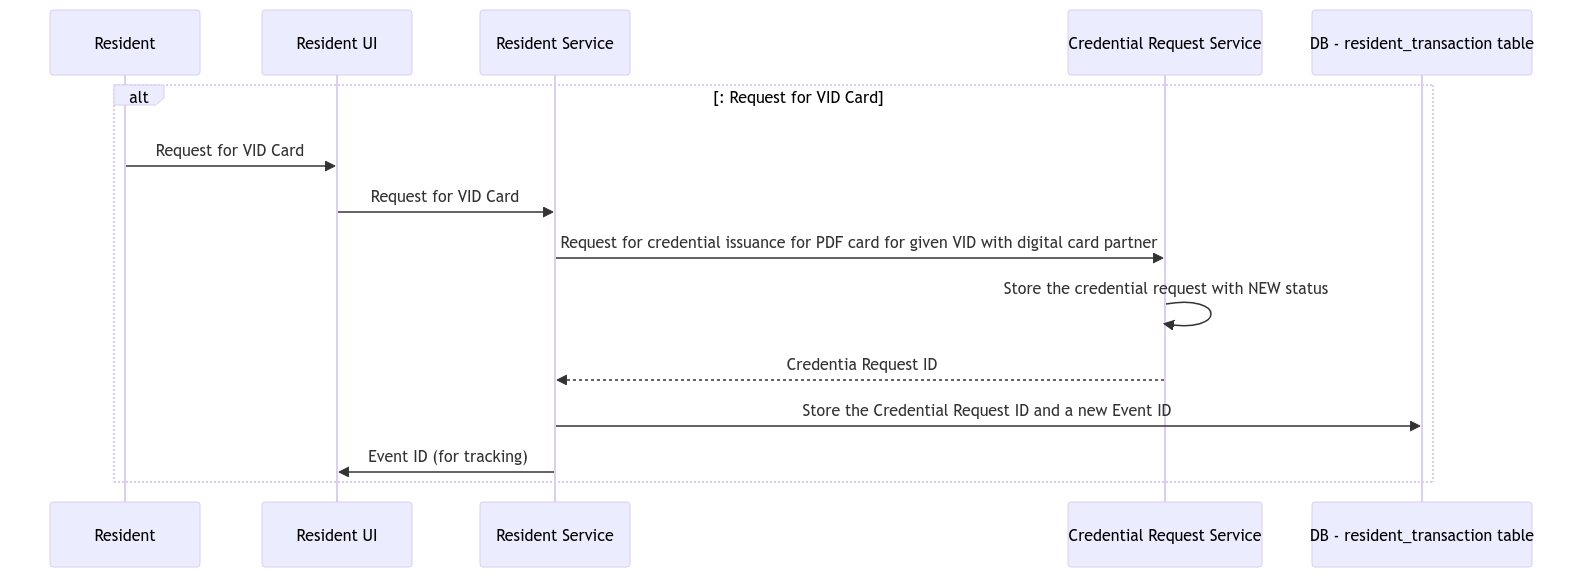 Resident
Resident UI
Resident Service
Credential Request Service
DB - resident_transaction table
alt
[: Request for VID Card]
Request for VID Card
Request for VID Card
Request for credential issuance for PDF card for given VID with digital card partner
Store the credential request with NEW status
Credentia Request ID
Store the Credential Request ID and a new Event ID
Event ID (for tracking)
Resident
Resident UI
Resident Service
Credential Request Service
DB - resident_transaction table